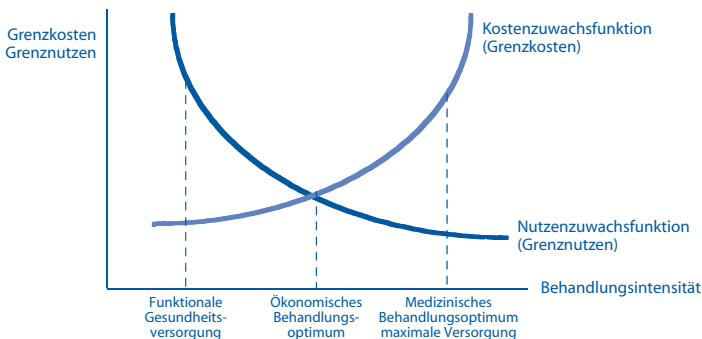 Grenzkosten
Grenznutzen
Kostenzuwachsfunktion
(Grenzkosten)
Nutzenzuwachsfunktion
(Grenznutzen)
Behandlungsintensität
Funktionale
Gesundheits-
versorgung
Ökonomisches
Behandlungs-
optimum
Medizinisches
Behandlungsoptimum
maximale Versorgung